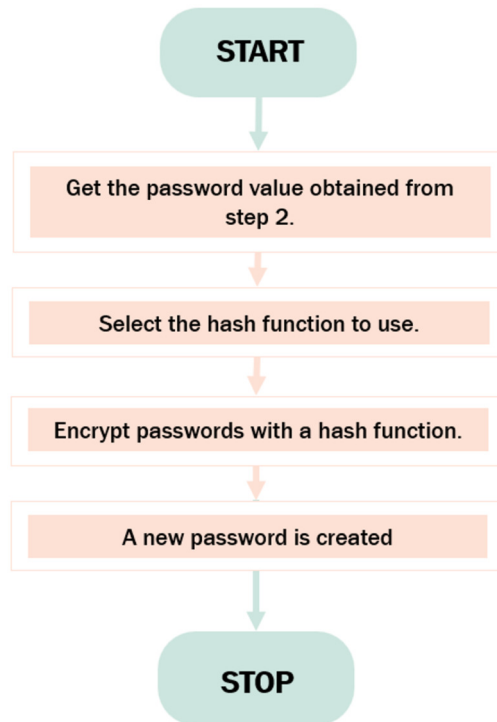 START
Get the password value obtained from
step 2.
Select the hash function to use.
Encrypt passwords with a hash function.
A new password is created
STOP